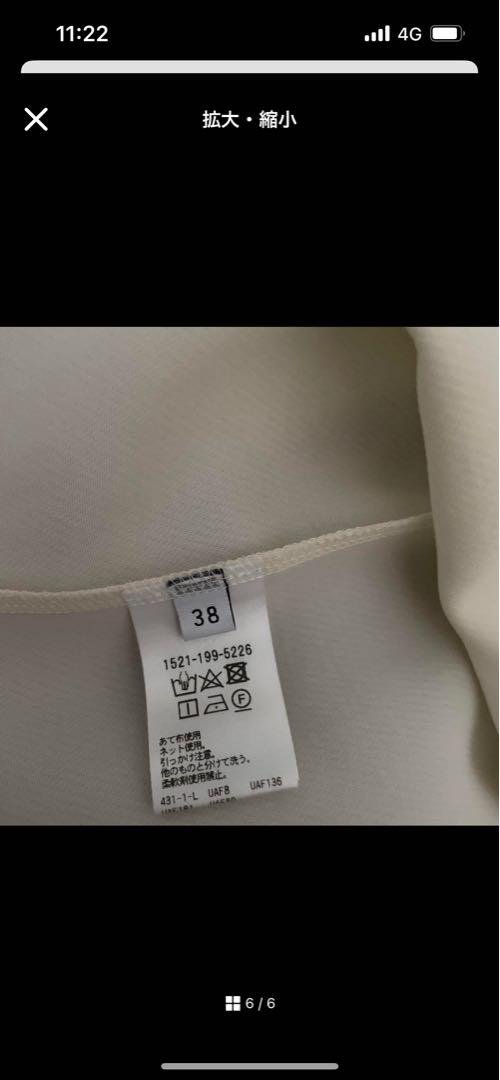 11:22
4G
拡大・縮小
38
1521-199-5226
F
あて布使用
ネット使用。
引っかけ注意。
他のものと分けて洗う。
柔軟剤使用禁止。
431-1-L UAF8 UAF136
6 / 6